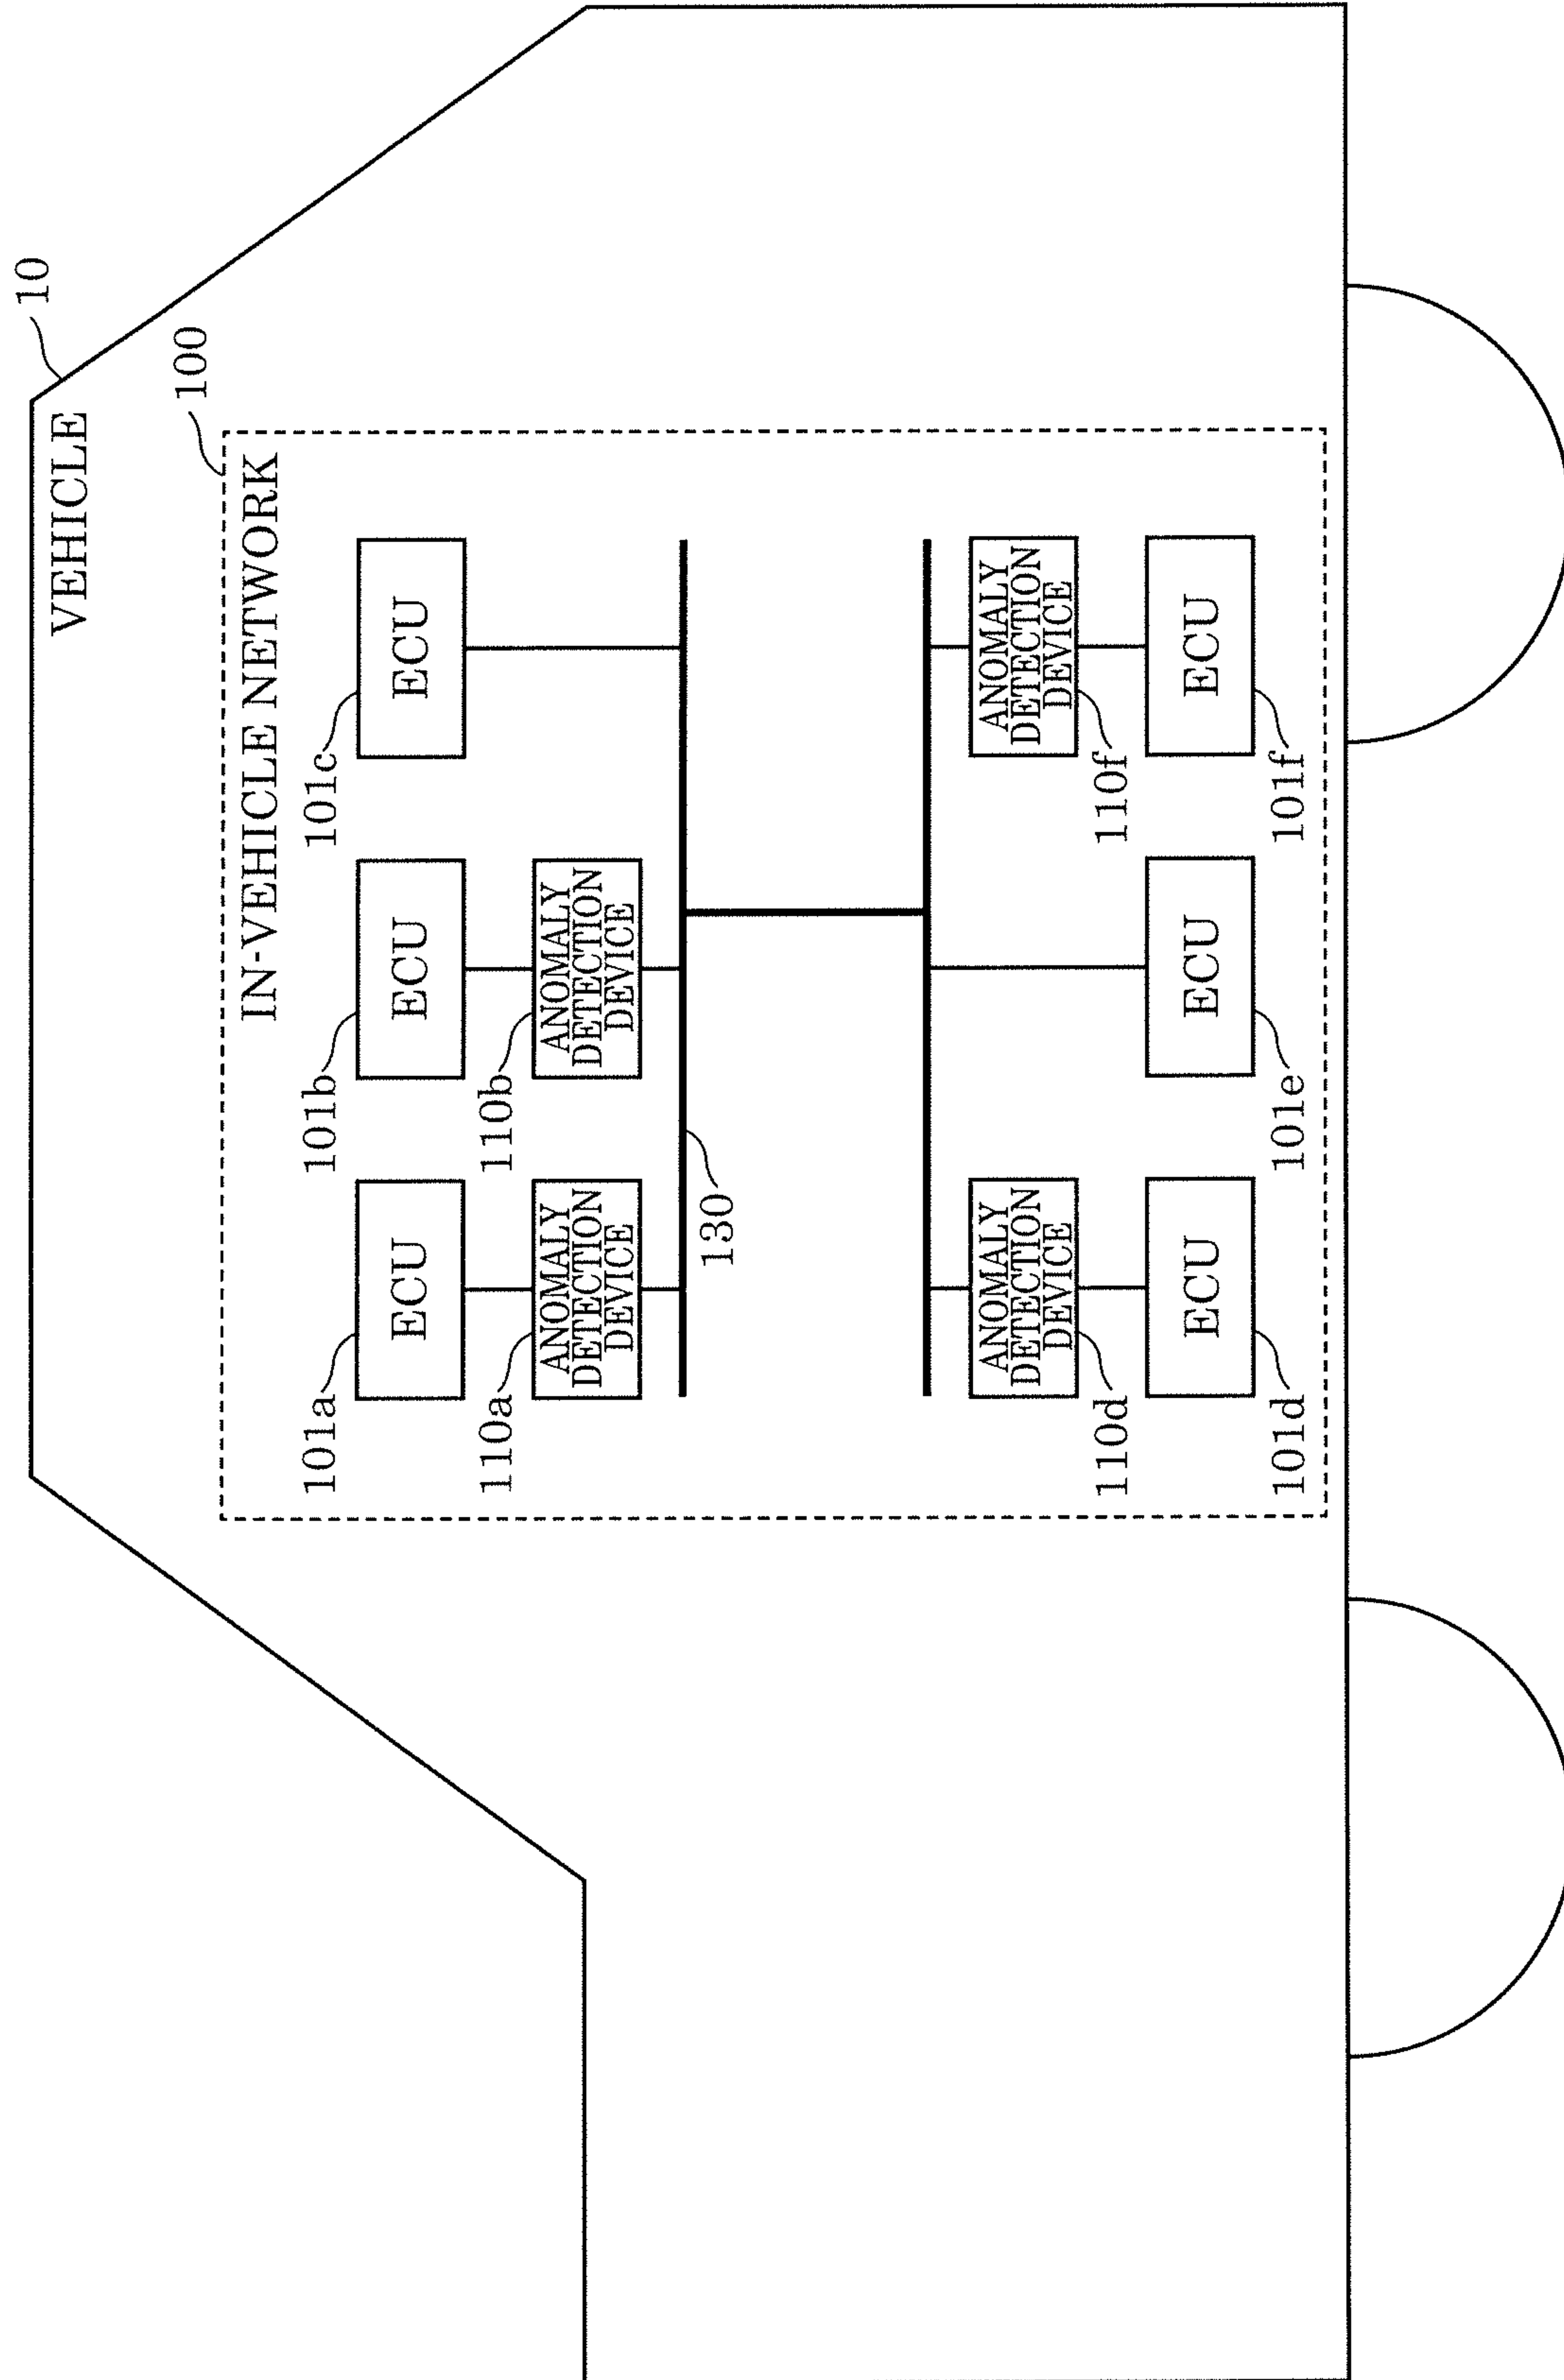 10
VEHICLE
100
IN-VEHICLE NETWORK
101a
ECU
101b
ECU
101c
ECU
110a
ANOMALY
DETECTION
DEVICE
110b
ANOMALY
DETECTION
DEVICE
130
ANOMALY
DETECTION
DEVICE
110d
ANOMALY
DETECTION
DEVICE
110f
ECU
101d
ECU
101e
ECU
101f